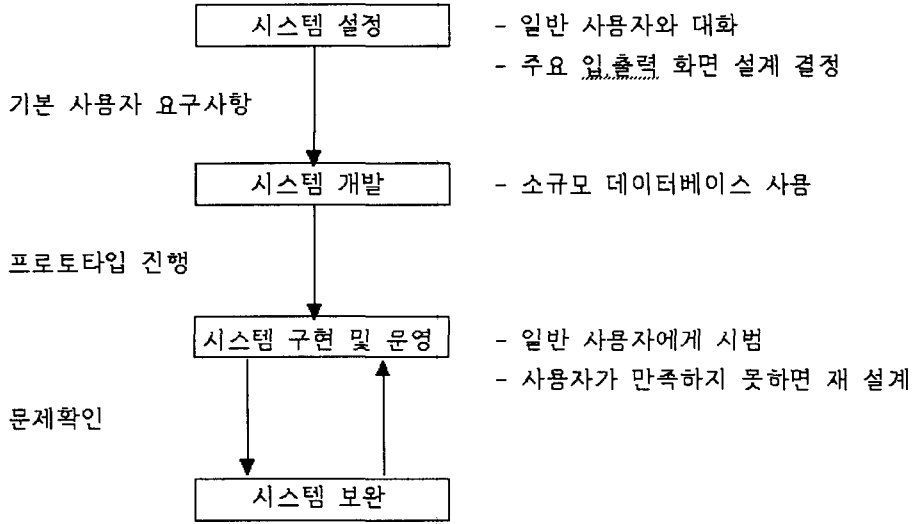 시스템 설정
- 일반 사용자와 대화
- 주요 입,출력 화면 설계 결정
기본 사용자 요구사항
시스템 개발
- 소규모 데이터베이스 사용
프로토타입 진행
시스템 구현 및 문영
- 일반 사용자에게 시범
- 사용자가 만족하지 못하면 재 설계
문제확인
시스템 보완